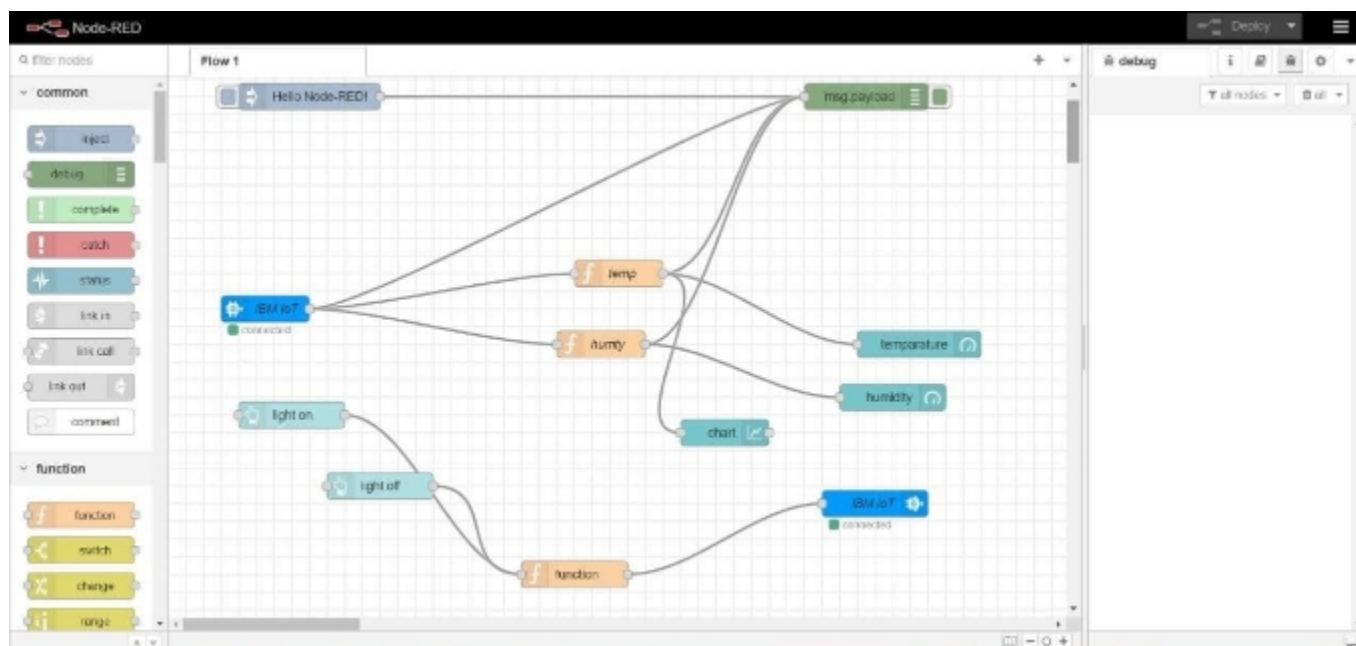 Node-RED
Deploy
filter nodes
Flow 1
debug
i
common
Hello Node-RED!
msg.payload
all nodes
all
inject
debug
complete
catch
temp
status
IBM IoT
link in
connected
humty
temparature
link call
link out
humidity
light on
comment
chart
function
light off
IBM IoT
function
connected
switch
function
change
range